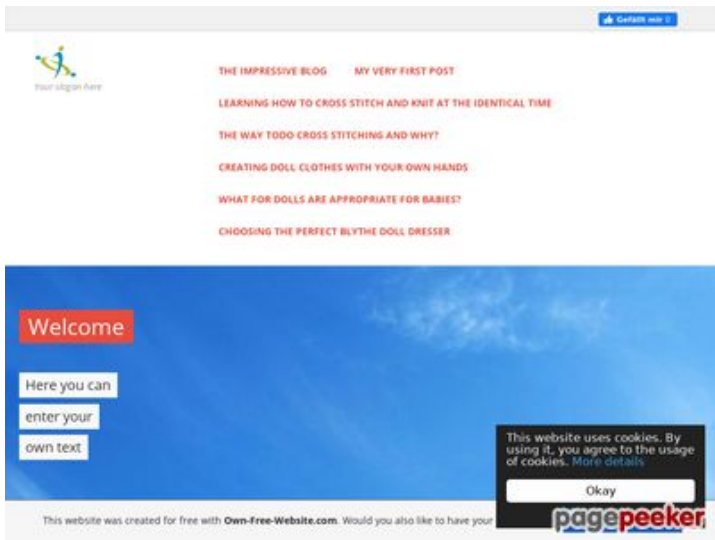 Gefällt mir 0
Your slogan here
THE IMPRESSIVE BLOG MY VERY FIRST POST
LEARNING HOW TO CROSS STITCH AND KNIT AT THE IDENTICAL TIME
THE WAY TODO CROSS STITCHING AND WHY?
CREATING DOLL CLOTHES WITH YOUR OWN HANDS
WHAT FOR DOLLS ARE APPROPRIATE FOR BABIES?
CHOOSING THE PERFECT BLYTHE DOLL DRESSER
Welcome
Here you can
enter your
own text
This website uses cookies. By
using it, you agree to the usage
of cookies. More details
Okay
This website was created for free with Own-Free-Website.com. Would you also like to have your
pagepeeker